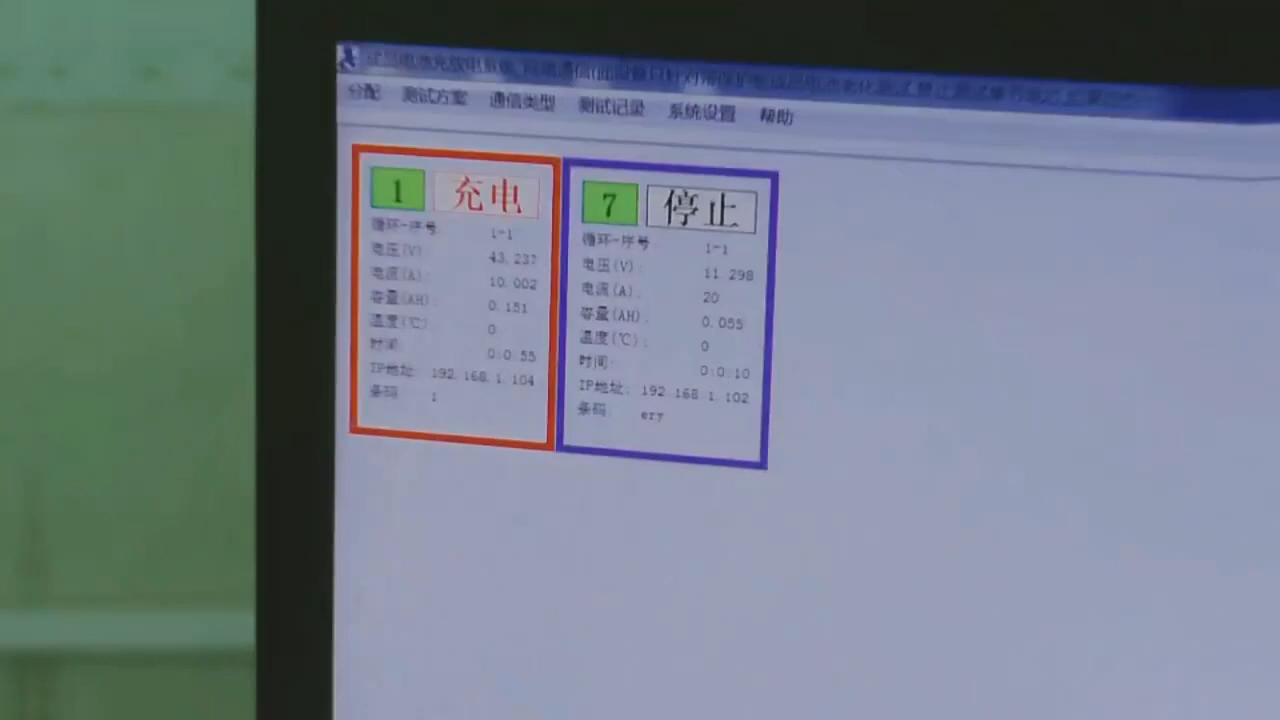 分配 测试方案 通信类型 测试记录 系统设置 帮助
1 充电
循环-序号 1-1
电压(V): 43.237
电流(A): 10.002
容量(AH): 0.151
温度(℃): 0
时间: 0:0:55
IP地址: 192.168.1.104
条码: 1
7 停止
循环-序号 1-1
电压(V): 11.298
电流(A): 20
容量(AH): 0.055
温度(℃): 0
时间: 0:0:10
IP地址: 192.168.1.102
条码: ery